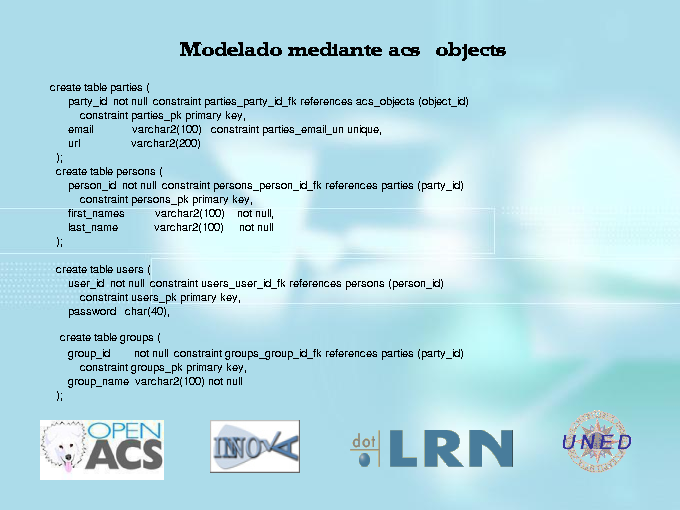 Modelado mediante acs objects
create table parties (
party_id not null constraint parties_party_id_fk references acs_objects (object_id)
constraint parties_pk primary key,
email varchar2(100) constraint parties_email_un unique,
url varchar2(200)
);
create table persons (
person_id not null constraint persons_person_id_fk references parties (party_id)
constraint persons_pk primary key,
first_names varchar2(100) not null,
last_name varchar2(100) not null
);
create table users (
user_id not null constraint users_user_id_fk references persons (person_id)
constraint users_pk primary key,
password char(40),
create table groups (
group_id not null constraint groups_group_id_fk references parties (party_id)
constraint groups_pk primary key,
group_name varchar2(100) not null
);
OPEN
ACS
INNOVA
dot LRN
UNED